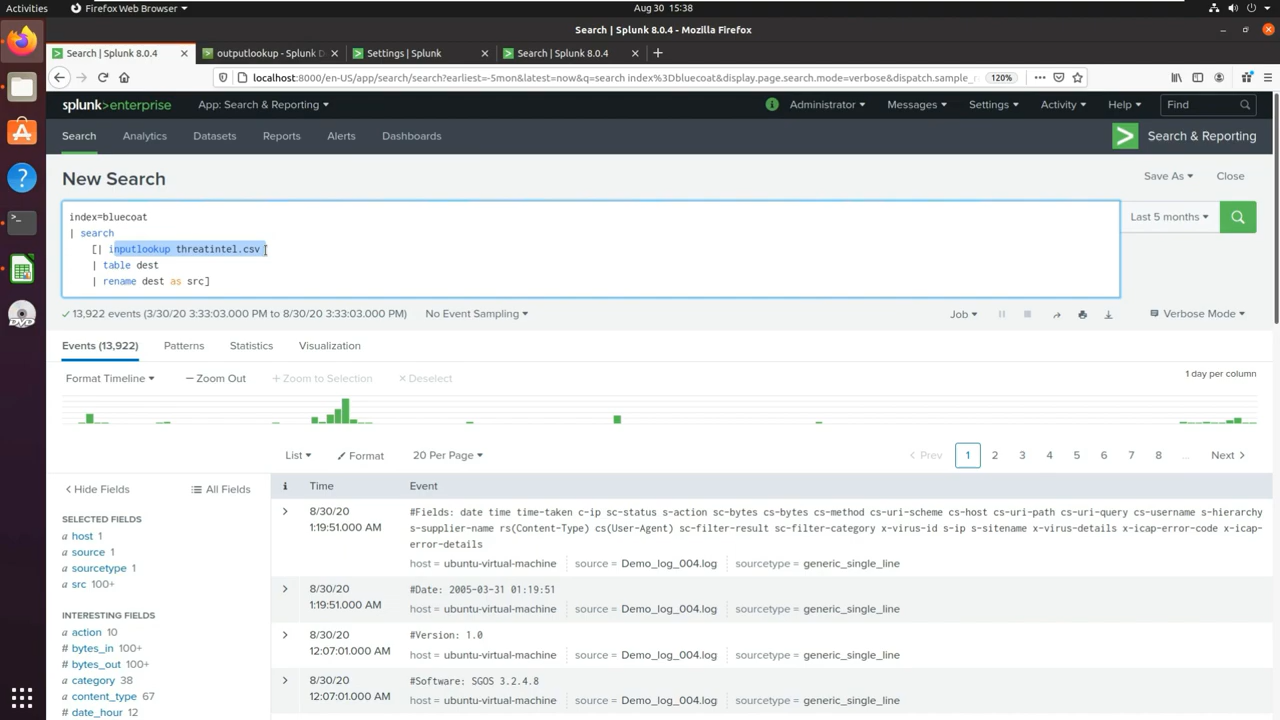 Activities Firefox Web Browser Aug 30 15:38
Search | Splunk 8.0.4 - Mozilla Firefox
Search | Splunk 8.0.4 outputlookup - Splunk D Settings | Splunk Search | Splunk 8.0.4
localhost:8000/en-US/app/search/search?earliest=-5mon&latest=now&q=search index%3Dbluecoat&display.page.search.mode=verbose&dispatch.sample_ 120%
splunk>enterprise App: Search & Reporting Administrator Messages Settings Activity Help Find
Search Analytics Datasets Reports Alerts Dashboards Search & Reporting
New Search Save As Close
index=bluecoat
| search Last 5 months
[| inputlookup threatintel.csv
| table dest
| rename dest as src]
13,922 events (3/30/20 3:33:03.000 PM to 8/30/20 3:33:03.000 PM) No Event Sampling Job Verbose Mode
Events (13,922) Patterns Statistics Visualization
Format Timeline — Zoom Out + Zoom to Selection × Deselect 1 day per column
List Format 20 Per Page < Prev 1 2 3 4 5 6 7 8 ... Next >
< Hide Fields All Fields i Time Event
SELECTED FIELDS
a host 1
a source 1
a sourcetype 1
a src 100+
INTERESTING FIELDS
a action 10
# bytes_in 100+
# bytes_out 100+
a category 38
a content_type 67
# date_hour 12
> 8/30/20 1:19:51.000 AM
#Fields: date time time-taken c-ip sc-status s-action sc-bytes cs-bytes cs-method cs-uri-scheme cs-host cs-uri-path cs-uri-query cs-username s-hierarchy
s-supplier-name rs(Content-Type) cs(User-Agent) sc-filter-result sc-filter-category x-virus-id s-ip s-sitename x-virus-details x-icap-error-code x-icap-
error-details
host = ubuntu-virtual-machine source = Demo_log_004.log sourcetype = generic_single_line
> 8/30/20 1:19:51.000 AM
#Date: 2005-03-31 01:19:51
host = ubuntu-virtual-machine source = Demo_log_004.log sourcetype = generic_single_line
> 8/30/20 12:07:01.000 AM
#Version: 1.0
host = ubuntu-virtual-machine source = Demo_log_004.log sourcetype = generic_single_line
> 8/30/20 12:07:01.000 AM
#Software: SGOS 3.2.4.8
host = ubuntu-virtual-machine source = Demo_log_004.log sourcetype = generic_single_line